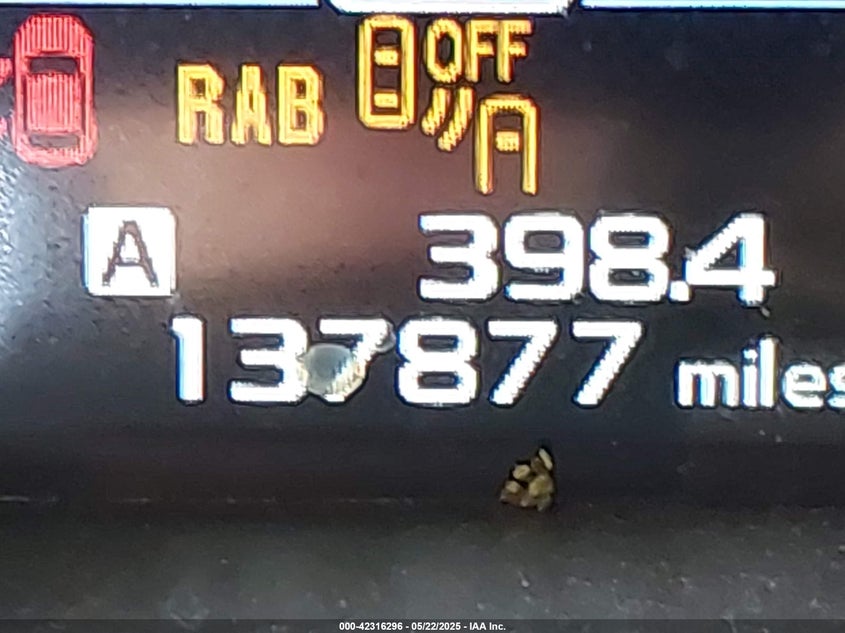 RAB OFF
A
A 398.4
137877 miles
000-42316296 - 05/22/2025 - IAA Inc.